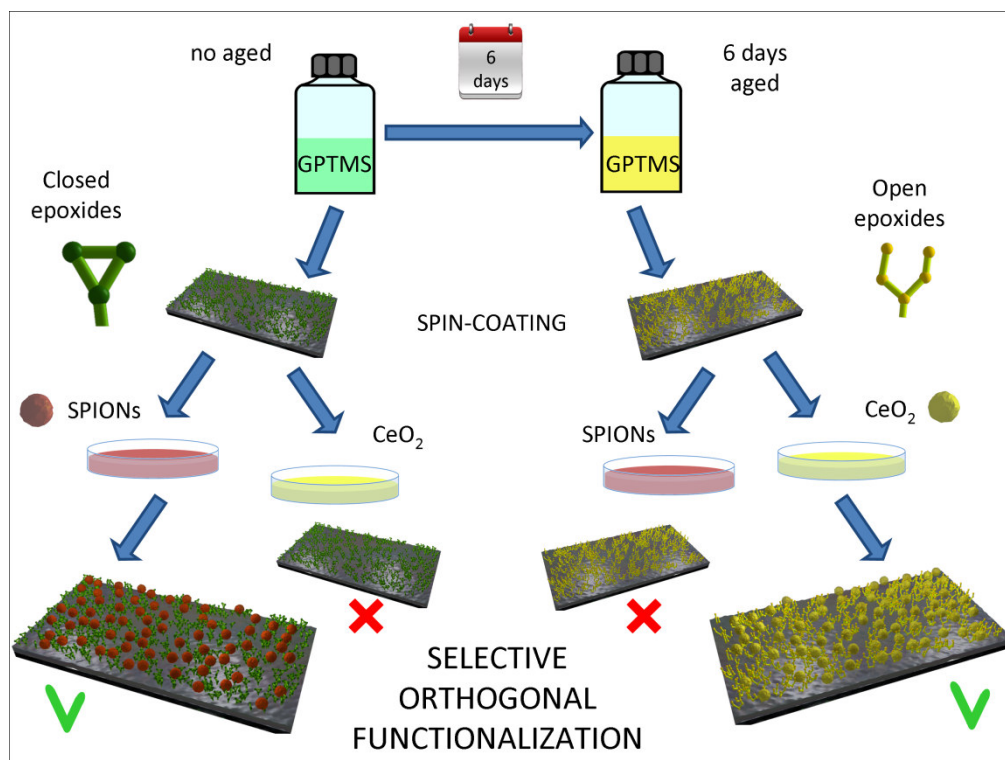 no aged
6
days
6 days
aged
GPTMS
GPTMS
Closed
epoxides
Open
epoxides
SPIN-COATING
SPIONs
CeO₂
SPIONs
CeO₂
SELECTIVE
ORTHOGONAL
FUNCTIONALIZATION